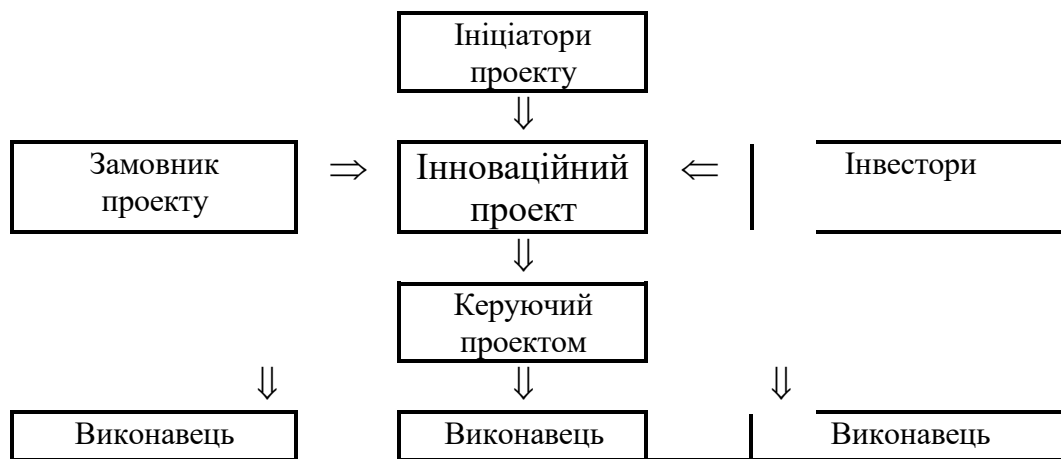 Ініціатори
проекту
⇓
Замовник
проекту
⇒
Інноваційний
проект
⇐
Інвестори
⇓
Керуючий
проектом
⇓ ⇓ ⇓
Виконавець Виконавець Виконавець